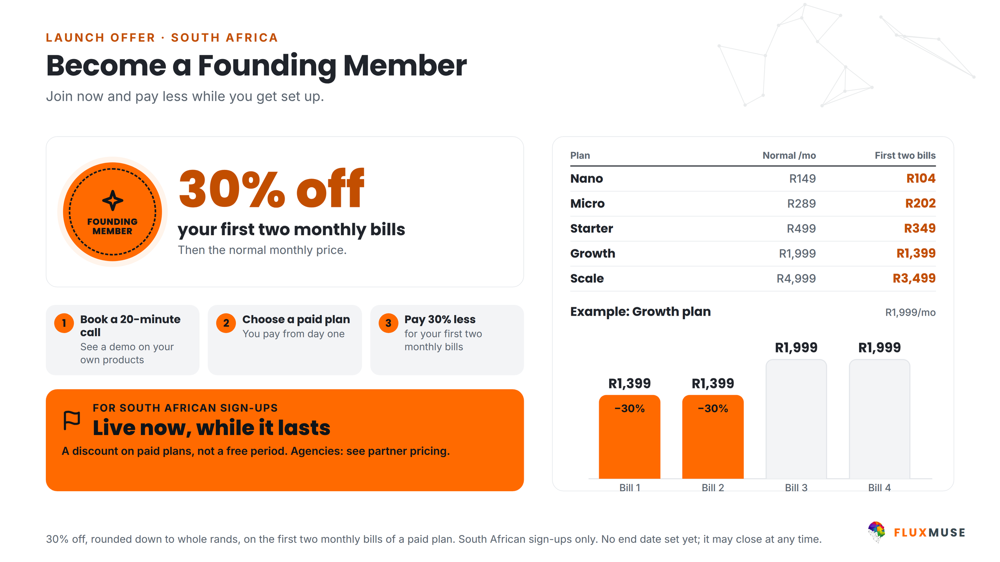 LAUNCH OFFER · SOUTH AFRICA
Become a Founding Member
Join now and pay less while you get set up.
FOUNDING
MEMBER
30% off
your first two monthly bills
Then the normal monthly price.
1 Book a 20-minute
call
See a demo on your
own products
2 Choose a paid plan
You pay from day one
3 Pay 30% less
for your first two
monthly bills
FOR SOUTH AFRICAN SIGN-UPS
Live now, while it lasts
A discount on paid plans, not a free period. Agencies: see partner pricing.
Plan Normal /mo First two bills
Nano R149 R104
Micro R289 R202
Starter R499 R349
Growth R1,999 R1,399
Scale R4,999 R3,499
Example: Growth plan R1,999/mo
R1,399 R1,399 R1,999 R1,999
−30% −30%
Bill 1 Bill 2 Bill 3 Bill 4
30% off, rounded down to whole rands, on the first two monthly bills of a paid plan. South African sign-ups only. No end date set yet; it may close at any time.
FLUXMUSE